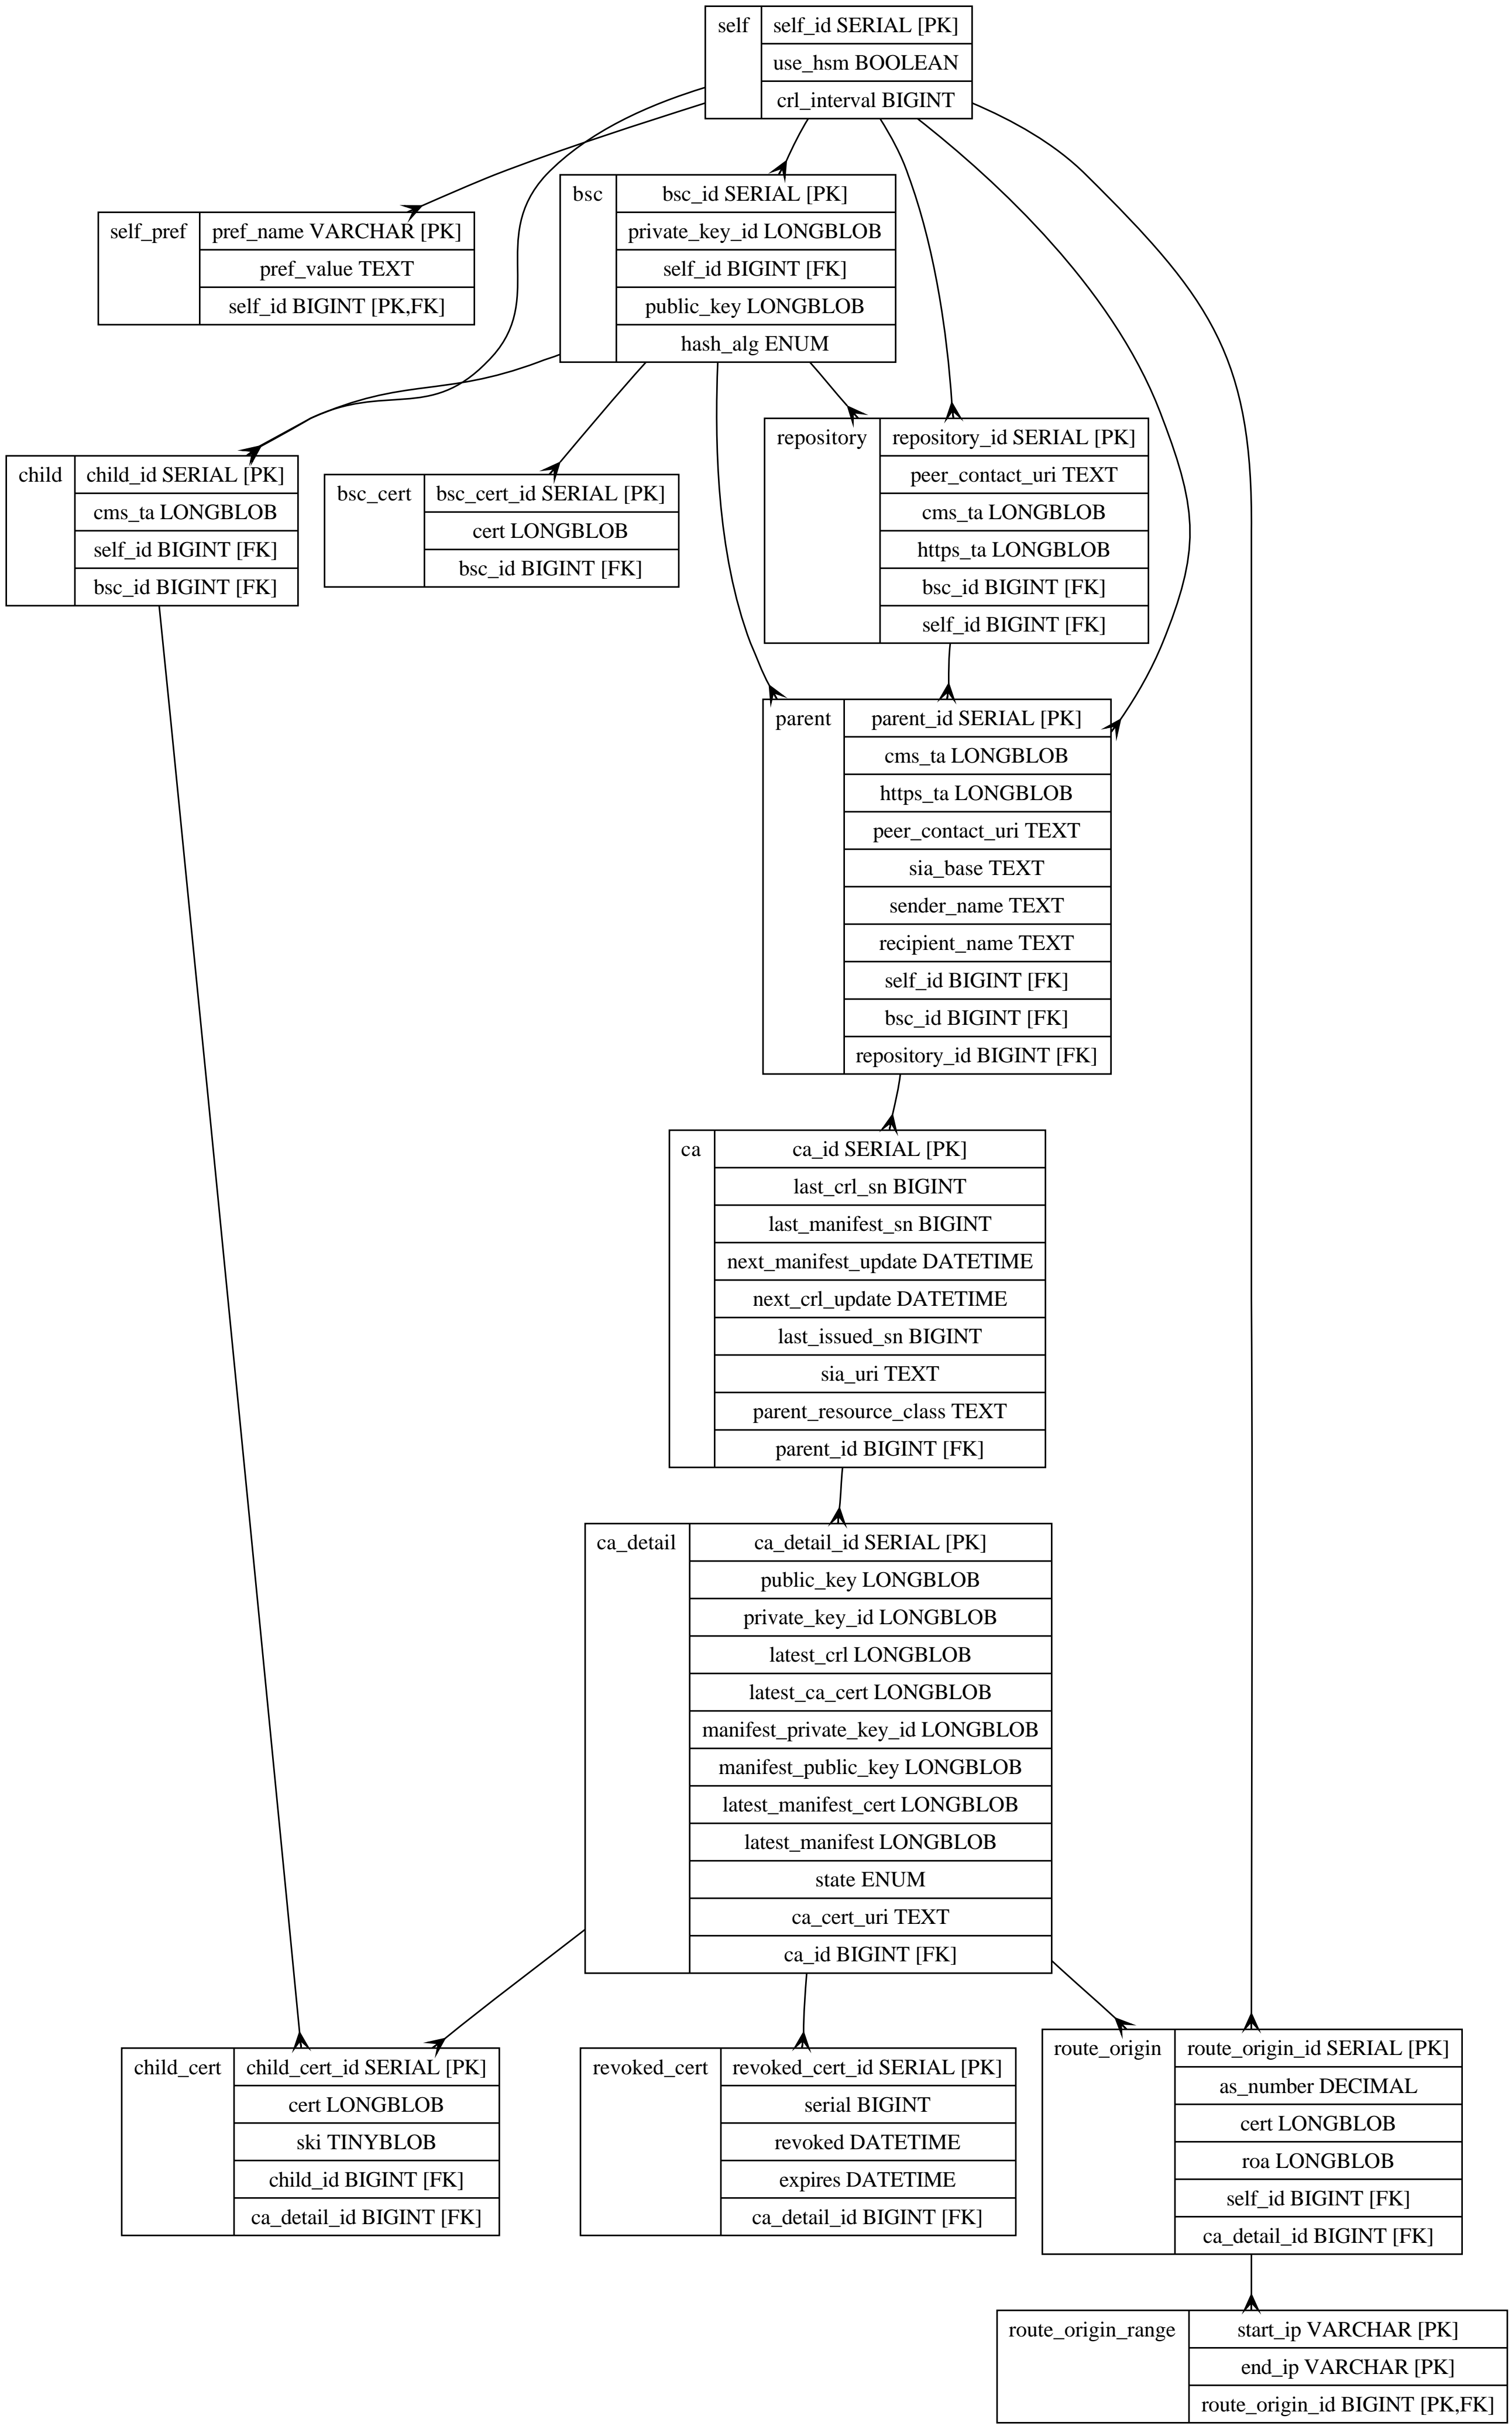 self
self_id SERIAL [PK]
use_hsm BOOLEAN
crl_interval BIGINT
bsc
bsc_id SERIAL [PK]
private_key_id LONGBLOB
self_id BIGINT [FK]
public_key LONGBLOB
hash_alg ENUM
self_pref
pref_name VARCHAR [PK]
pref_value TEXT
self_id BIGINT [PK,FK]
repository
repository_id SERIAL [PK]
peer_contact_uri TEXT
cms_ta LONGBLOB
https_ta LONGBLOB
bsc_id BIGINT [FK]
self_id BIGINT [FK]
child
child_id SERIAL [PK]
cms_ta LONGBLOB
self_id BIGINT [FK]
bsc_id BIGINT [FK]
bsc_cert
bsc_cert_id SERIAL [PK]
cert LONGBLOB
bsc_id BIGINT [FK]
parent
parent_id SERIAL [PK]
cms_ta LONGBLOB
https_ta LONGBLOB
peer_contact_uri TEXT
sia_base TEXT
sender_name TEXT
recipient_name TEXT
self_id BIGINT [FK]
bsc_id BIGINT [FK]
repository_id BIGINT [FK]
ca
ca_id SERIAL [PK]
last_crl_sn BIGINT
last_manifest_sn BIGINT
next_manifest_update DATETIME
next_crl_update DATETIME
last_issued_sn BIGINT
sia_uri TEXT
parent_resource_class TEXT
parent_id BIGINT [FK]
ca_detail
ca_detail_id SERIAL [PK]
public_key LONGBLOB
private_key_id LONGBLOB
latest_crl LONGBLOB
latest_ca_cert LONGBLOB
manifest_private_key_id LONGBLOB
manifest_public_key LONGBLOB
latest_manifest_cert LONGBLOB
latest_manifest LONGBLOB
state ENUM
ca_cert_uri TEXT
ca_id BIGINT [FK]
child_cert
child_cert_id SERIAL [PK]
cert LONGBLOB
ski TINYBLOB
child_id BIGINT [FK]
ca_detail_id BIGINT [FK]
revoked_cert
revoked_cert_id SERIAL [PK]
serial BIGINT
revoked DATETIME
expires DATETIME
ca_detail_id BIGINT [FK]
route_origin
route_origin_id SERIAL [PK]
as_number DECIMAL
cert LONGBLOB
roa LONGBLOB
self_id BIGINT [FK]
ca_detail_id BIGINT [FK]
route_origin_range
start_ip VARCHAR [PK]
end_ip VARCHAR [PK]
route_origin_id BIGINT [PK,FK]